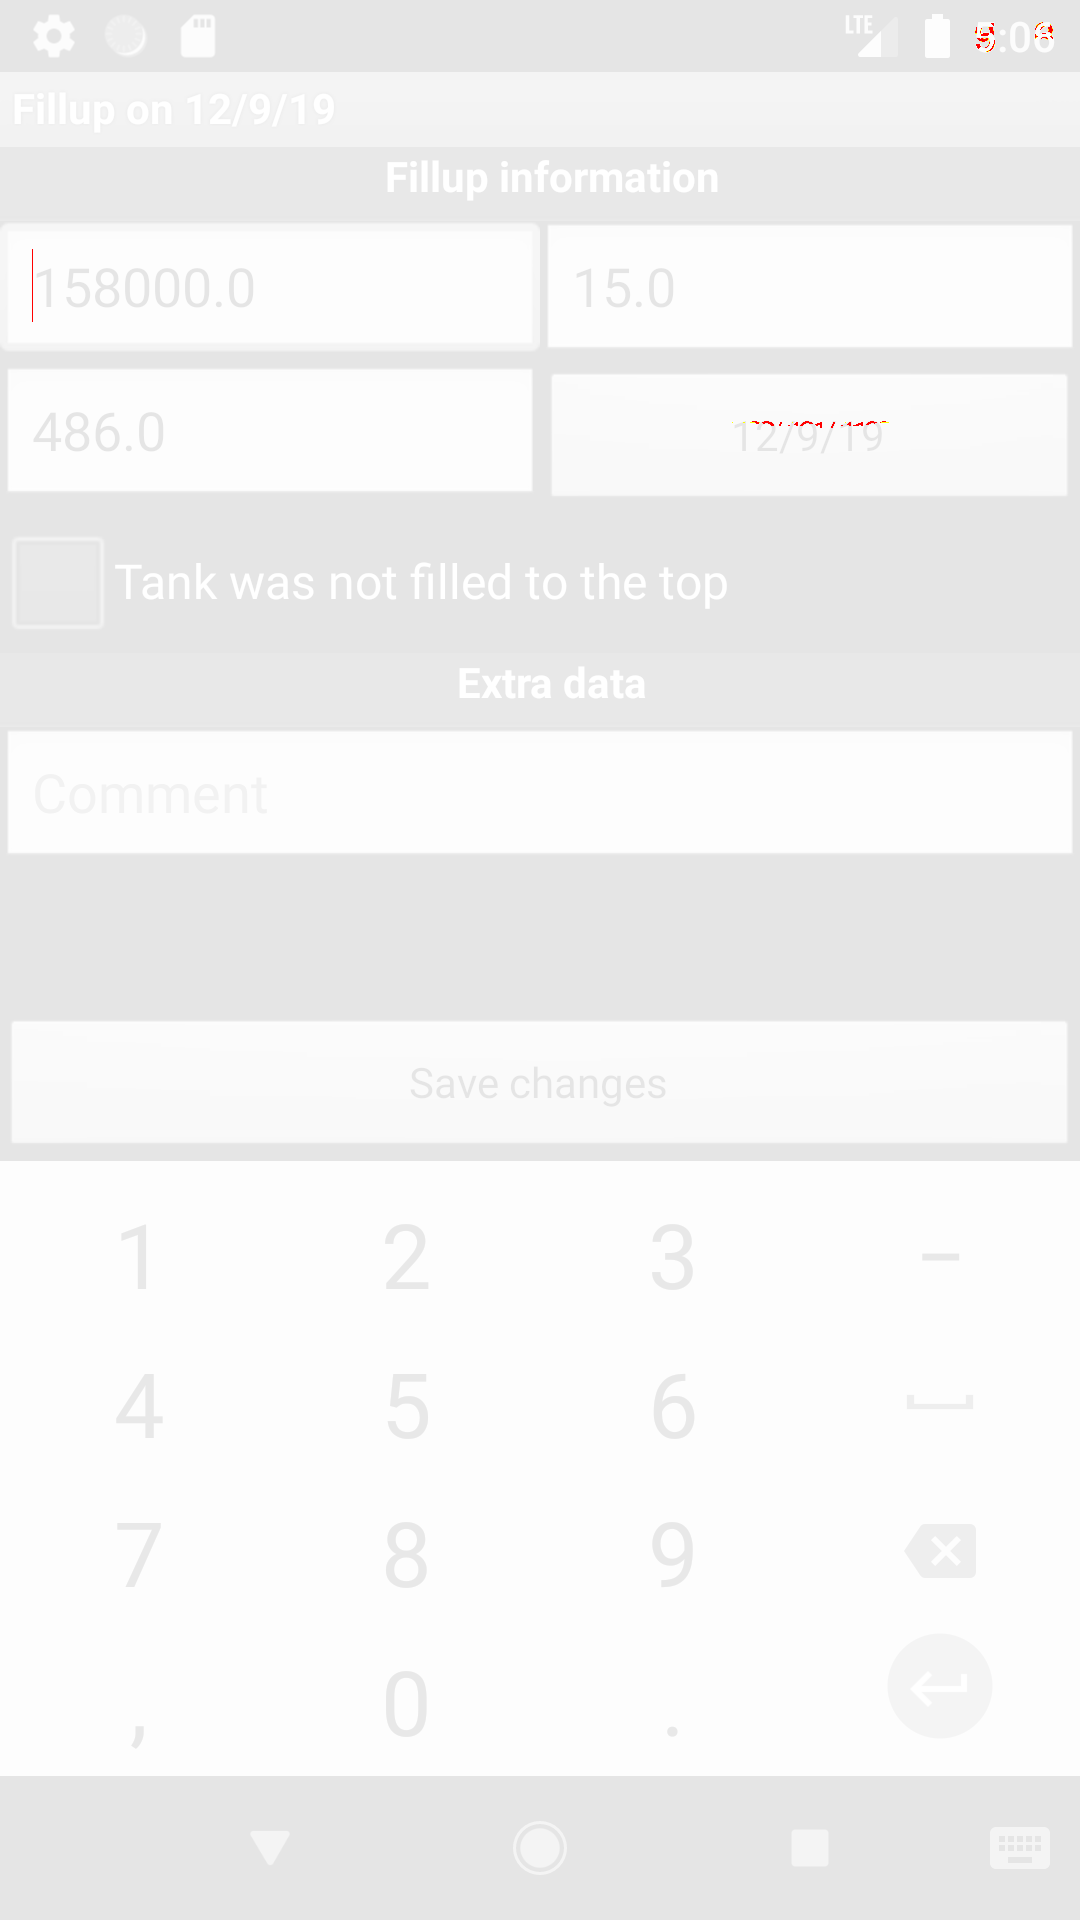 LTE
Fillup on 12/9/19
Fillup information
158000.0 15.0
486.0 12/9/19
Tank was not filled to the top
Extra data
Comment
Save changes
1 2 3 –
4 5 6
7 8 9
, 0 .